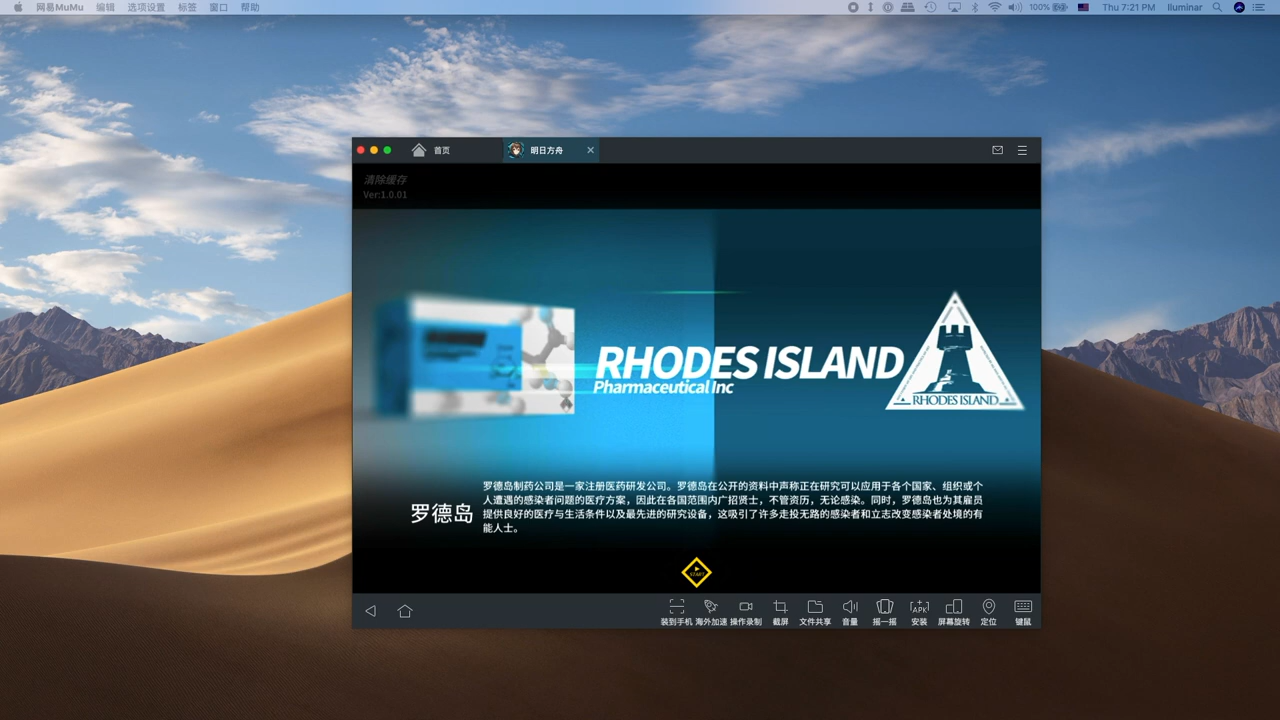 网易MuMu 编辑 选项设置 标签 窗口 帮助 100% Thu 7:21 PM Iluminar
首页 明日方舟
清除缓存
Ver:1.0.01
RHODES ISLAND
Pharmaceutical Inc
RHODES ISLAND
罗德岛
罗德岛制药公司是一家注册医药研发公司。罗德岛在公开的资料中声称正在研究可以应用于各个国家、组织或个
人遭遇的感染者问题的医疗方案，因此在各国范围内广招贤士，不管资历，无论感染。同时，罗德岛也为其雇员
提供良好的医疗与生活条件以及最先进的研究设备，这吸引了许多走投无路的感染者和立志改变感染者处境的有
能人士。
START
APK
装到手机 海外加速 操作录制 截屏 文件共享 音量 摇一摇 安装 屏幕旋转 定位 键鼠